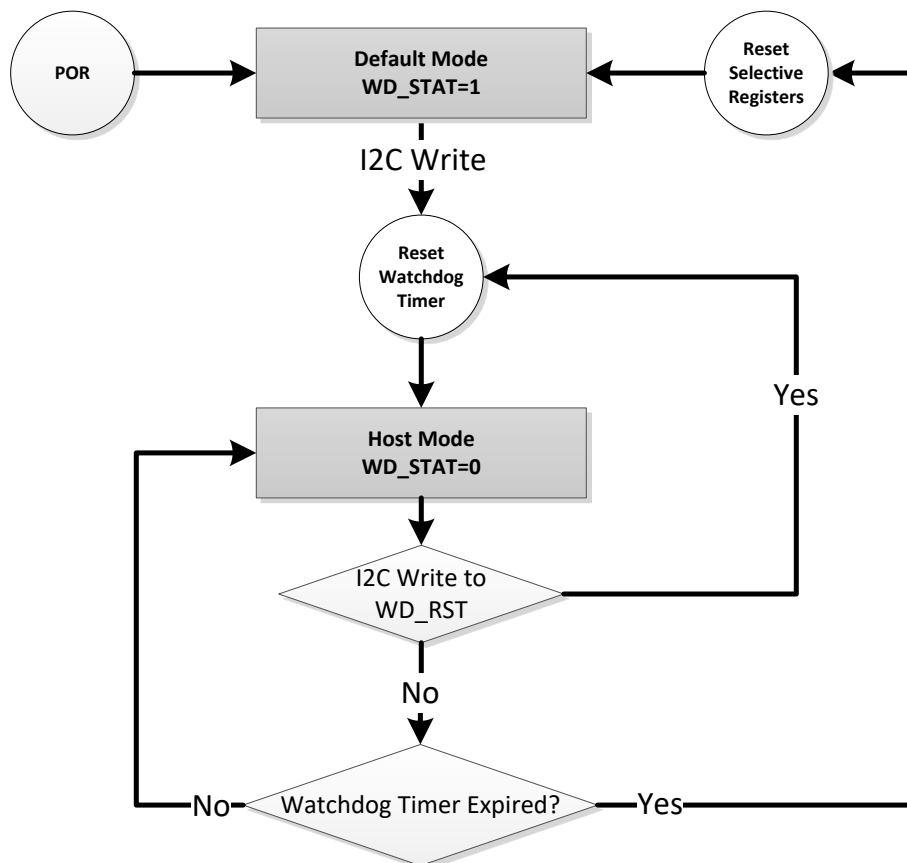 POR
Default Mode
WD_STAT=1
Reset
Selective
Registers
I2C Write
Reset
Watchdog
Timer
Yes
Host Mode
WD_STAT=0
I2C Write to
WD_RST
No
No
Watchdog Timer Expired?
Yes